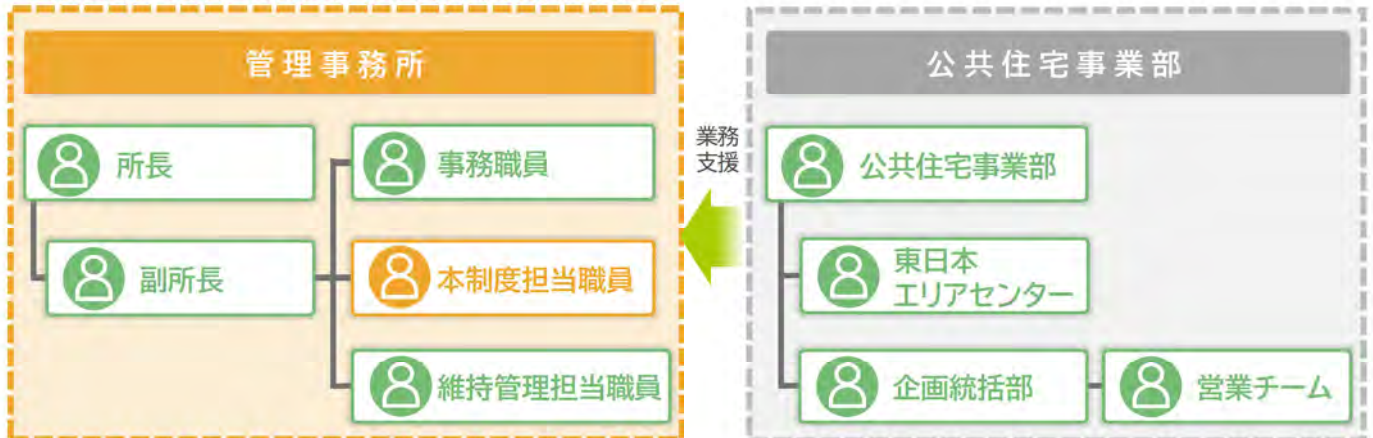 管理事務所
所長
副所長
事務職員
本制度担当職員
維持管理担当職員
業務
支援
公共住宅事業部
公共住宅事業部
東日本
エリアセンター
企画統括部
営業チーム